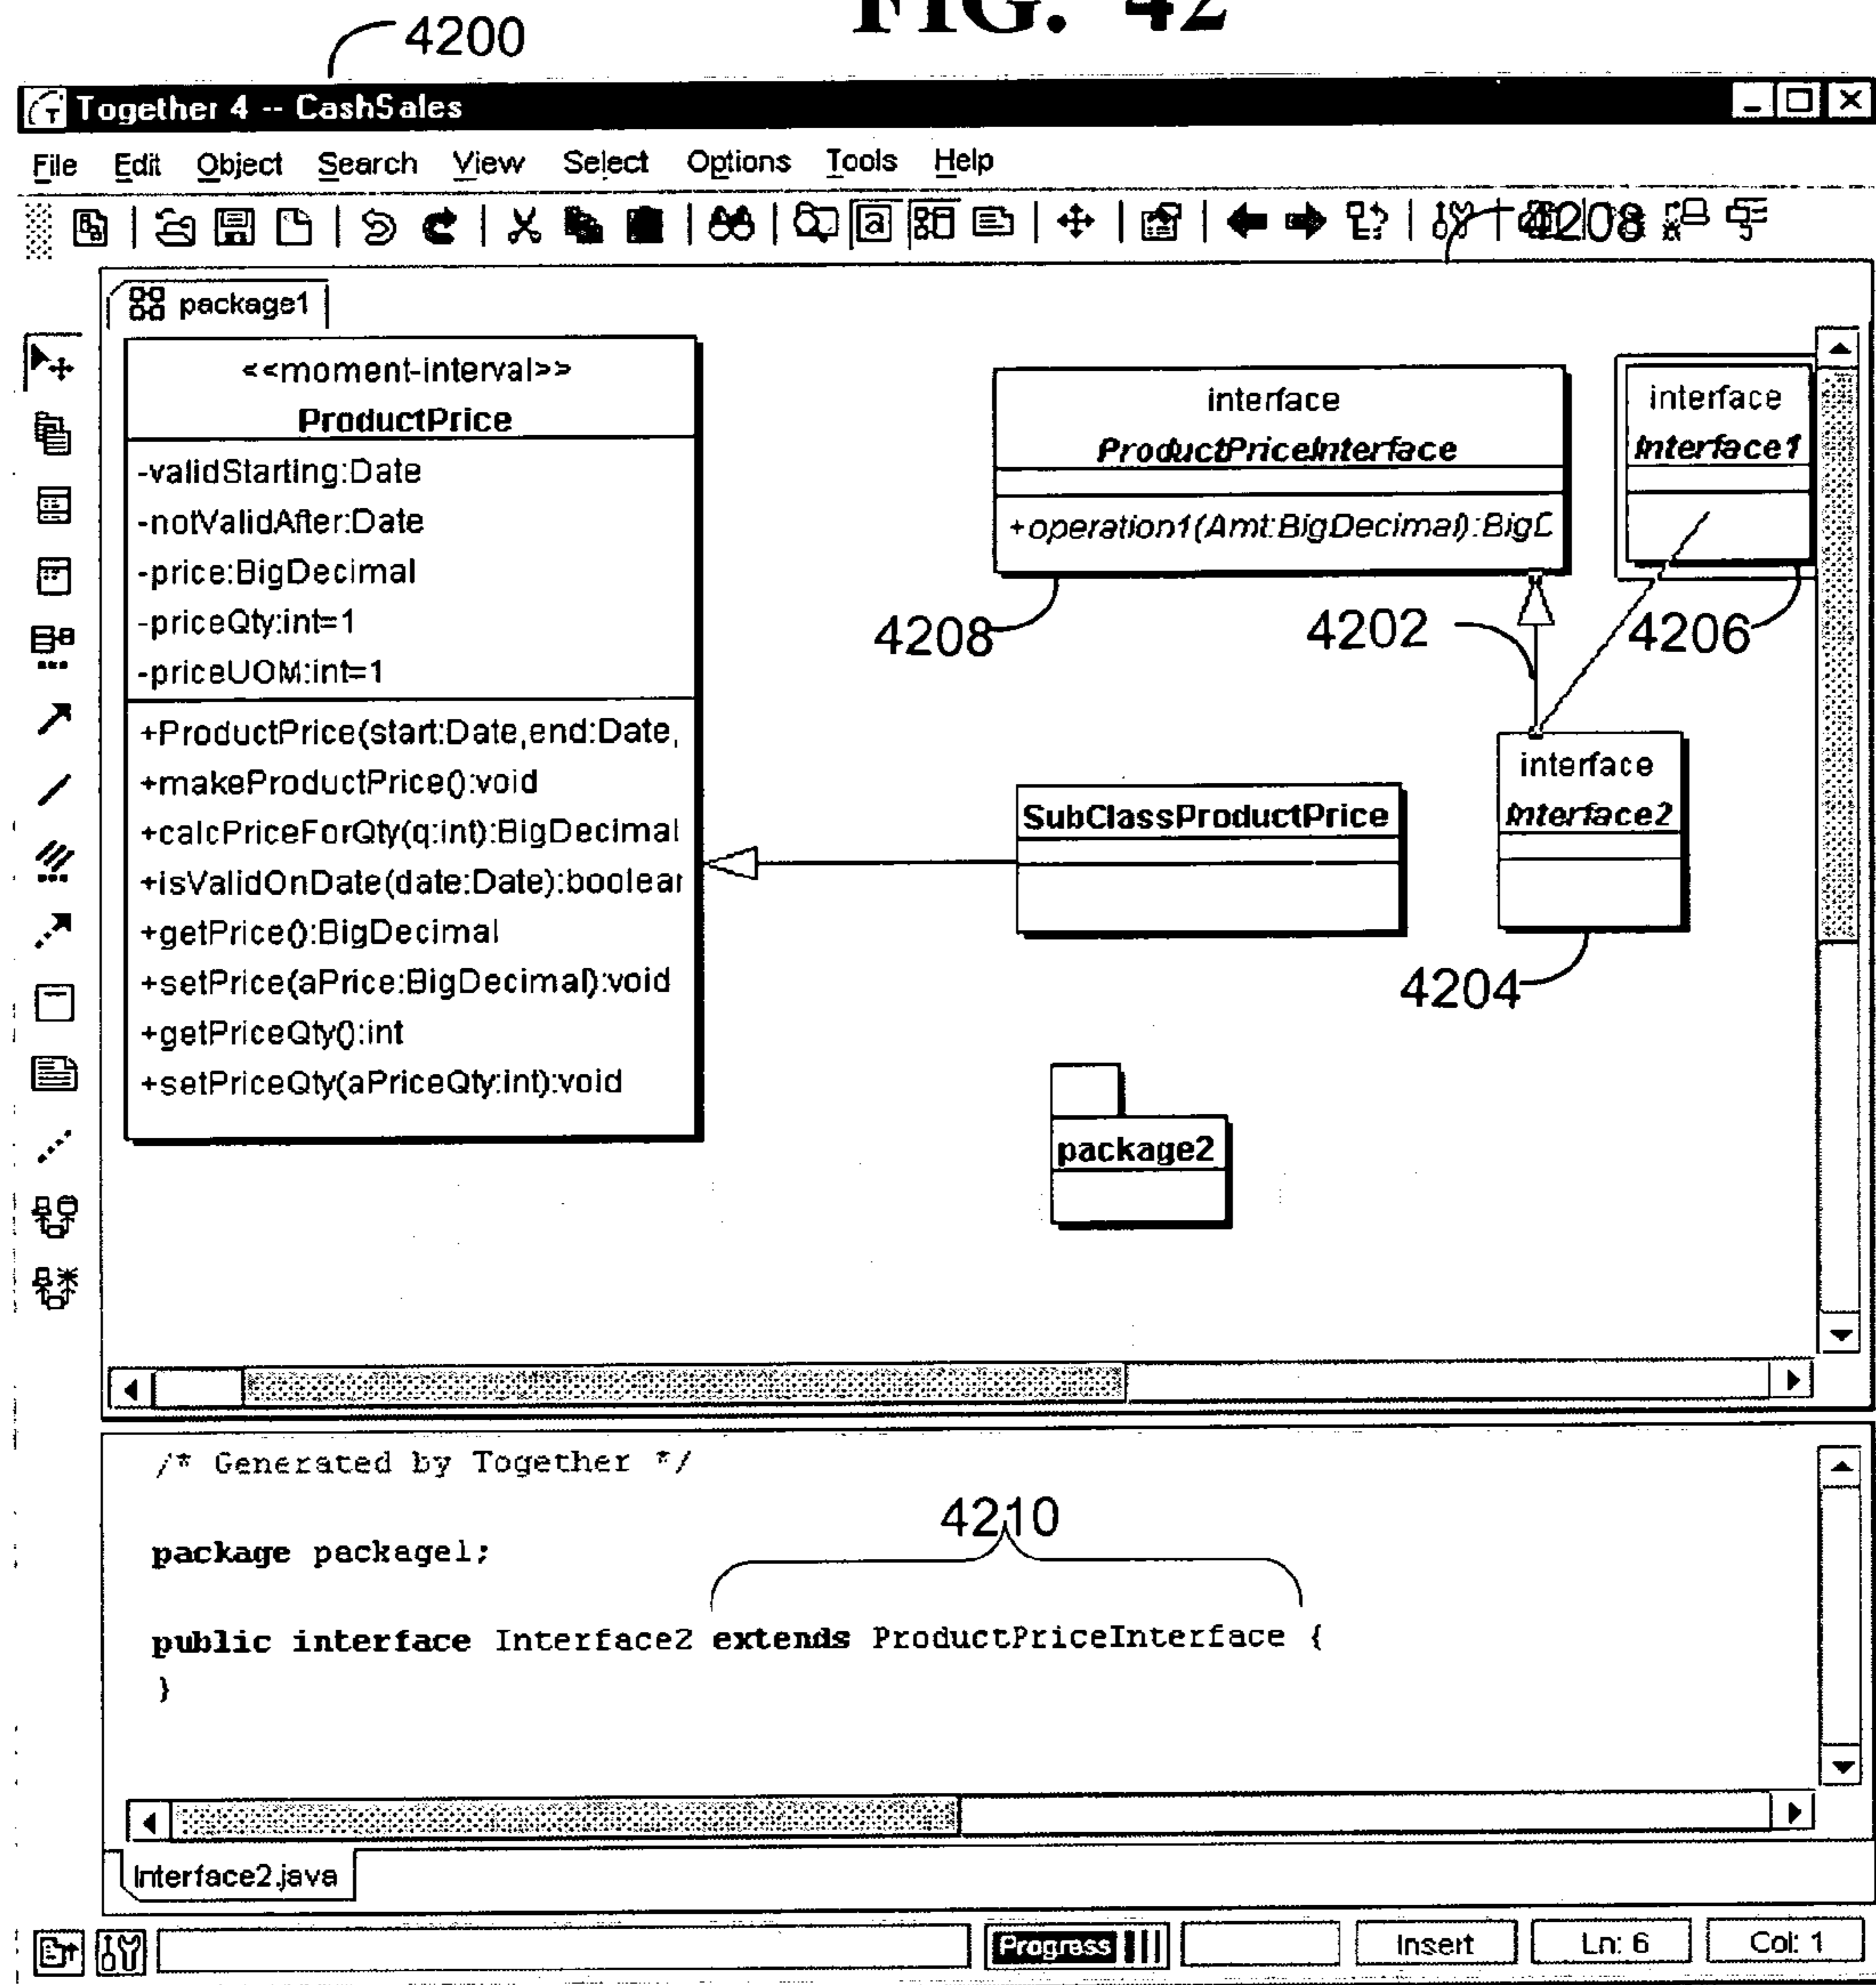 FIG. 42
4200
Together 4 -- CashSales
File Edit Object Search View Select Options Tools Help
a
4208
package1
<<moment-interval>>
ProductPrice
-validStarting:Date
-notValidAfter:Date
-price:BigDecimal
-priceQty:int=1
-priceUOM:int=1
+ProductPrice(start:Date,end:Date,
+makeProductPrice():void
+calcPriceForQty(q:int):BigDecimal
+isValidOnDate(date:Date):boolear
+getPrice():BigDecimal
+setPrice(aPrice:BigDecimal):void
+getPriceQty():int
+setPriceQty(aPriceQty:int):void
interface
ProductPriceInterface
+operation1(Amt:BigDecimal):BigD
interface
Interface1
4208
4202
4206
SubClassProductPrice
interface
Interface2
4204
package2
/* Generated by Together */
4210
package package1;
public interface Interface2 extends ProductPriceInterface {
}
Interface2.java
Progress
Insert
Ln: 6
Col: 1